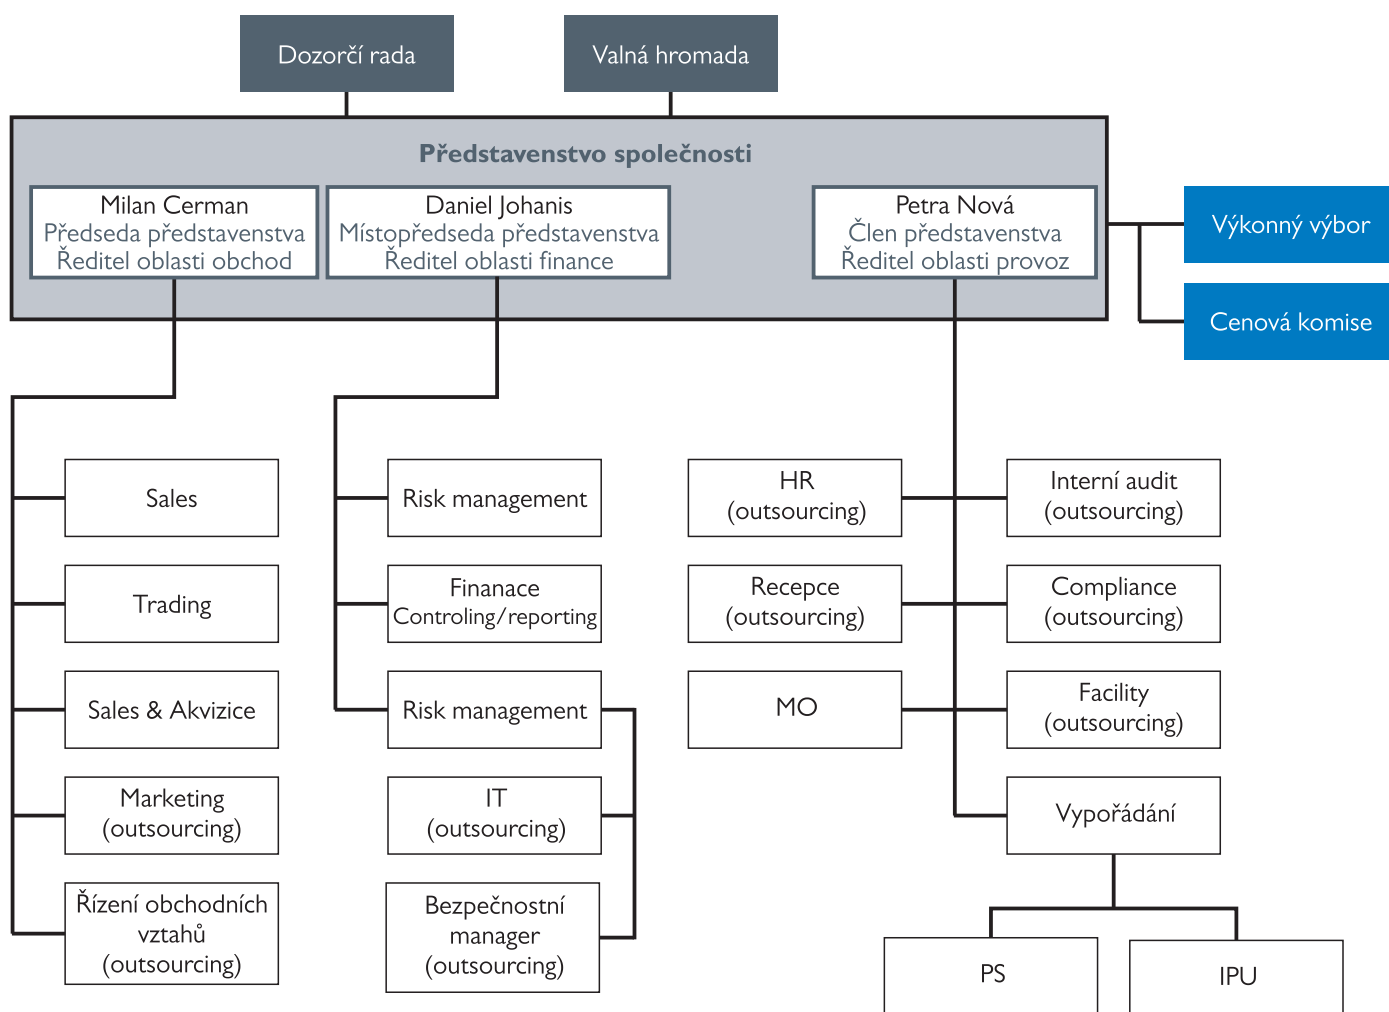 Dozorčí rada
Valná hromada
Představenstvo společnosti
Milan Cerman
Předseda představenstva
Ředitel oblasti obchod
Daniel Johanis
Místopředseda představenstva
Ředitel oblasti finance
Petra Nová
Člen představenstva
Ředitel oblasti provoz
Výkonný výbor
Cenová komise
Sales
Trading
Sales & Akvizice
Marketing
(outsourcing)
Řízení obchodních
vztahů
(outsourcing)
Risk management
Finanace
Controling/reporting
Risk management
IT
(outsourcing)
Bezpečnostní
manager
(outsourcing)
HR
(outsourcing)
Recepce
(outsourcing)
MO
Interní audit
(outsourcing)
Compliance
(outsourcing)
Facility
(outsourcing)
Vypořádání
PS
IPU